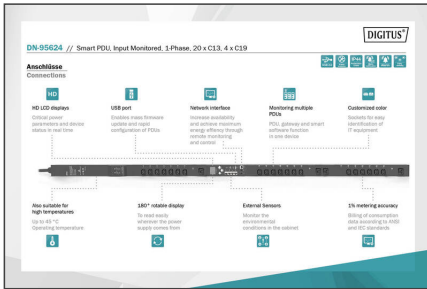 DIGITUS®
DN-95624 // Smart PDU, Input Monitored, 1-Phase, 20 x C13, 4 x C19
Anschlüsse
Connections
HD
HD LCD displays
Critical power
parameters and device
status in real time
USB port
Enables mass firmware
update and rapid
configuration of PDUs
Network interface
Increase availability
and achieve maximum
energy effiency through
remote monitoring
and control
Monitoring multiple
PDUs
PDU, gateway and smart
software function
in one device
Customized color
Sockets for easy
identification of
IT equipment
Also suitable for
high temperatures
Up to 45 °C
Operating temperature.
180° rotable display
To read easily
wherever the power
supply comes from
External Sensors
Monitor the
environmental
conditions in the cabinet
1% metering accuracy
Billing of consumption
data according to ANSI
and IEC standards